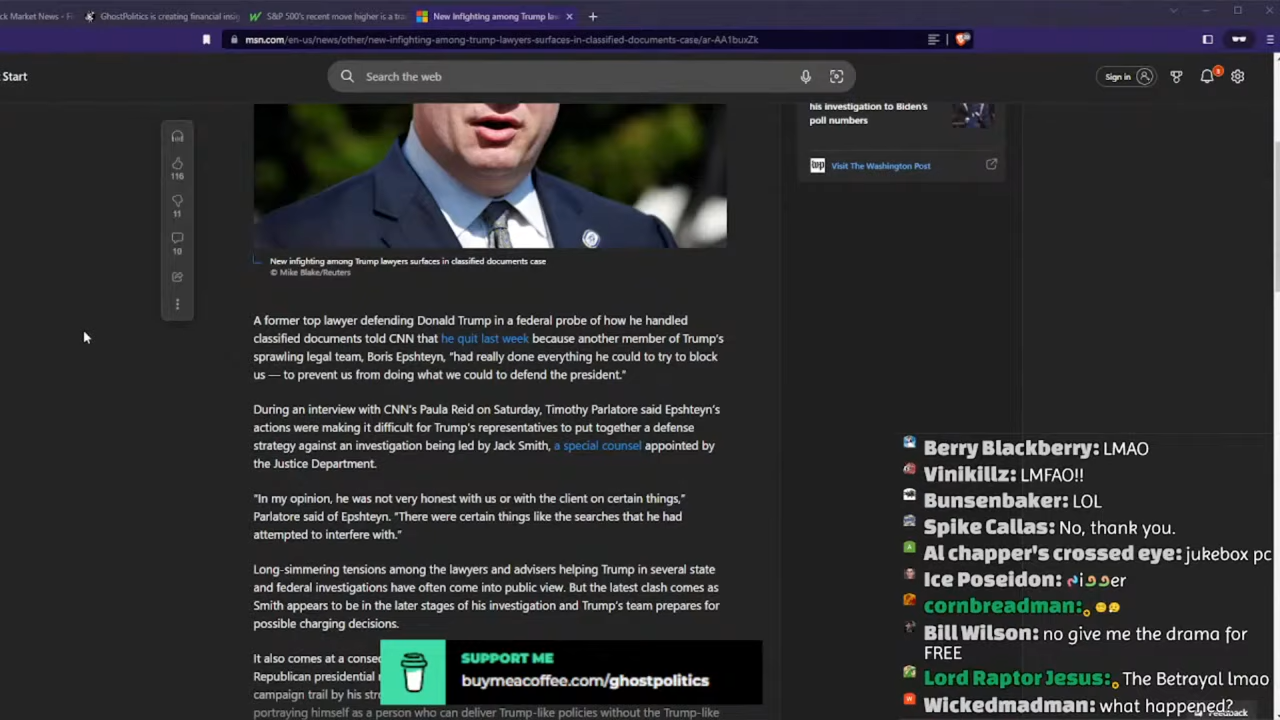 ck Market News - Fi
GhostPolitics is creating financial insig
S&P 500's recent move higher is a tra
New infighting among Trump la
msn.com/en-us/news/other/new-infighting-among-trump-lawyers-surfaces-in-classified-documents-case/ar-AA1buxZk
Start
Search the web
Sign in
his investigation to Biden's
poll numbers
wp
Visit The Washington Post
116
11
10
New infighting among Trump lawyers surfaces in classified documents case
© Mike Blake/Reuters
A former top lawyer defending Donald Trump in a federal probe of how he handled
classified documents told CNN that he quit last week because another member of Trump's
sprawling legal team, Boris Epshteyn, “had really done everything he could to try to block
us — to prevent us from doing what we could to defend the president.”
During an interview with CNN's Paula Reid on Saturday, Timothy Parlatore said Epshteyn's
actions were making it difficult for Trump's representatives to put together a defense
strategy against an investigation being led by Jack Smith, a special counsel appointed by
the Justice Department.
“In my opinion, he was not very honest with us or with the client on certain things,”
Parlatore said of Epshteyn. “There were certain things like the searches that he had
attempted to interfere with.”
Long-simmering tensions among the lawyers and advisers helping Trump in several state
and federal investigations have often come into public view. But the latest clash comes as
Smith appears to be in the later stages of his investigation and Trump's team prepares for
possible charging decisions.
It also comes at a conse
Republican presidential
campaign trail by his str
portraying himself as a person who can deliver Trump-like policies without the Trump-like
SUPPORT ME
buymeacoffee.com/ghostpolitics
Berry Blackberry: LMAO
Vinikillz: LMFAO!!
Bunsenbaker: LOL
Spike Callas: No, thank you.
Al chapper's crossed eye: jukebox pc
Ice Poseidon: 🪱i🪱🪱er
cornbreadman:
Bill Wilson: no give me the drama for
FREE
Lord Raptor Jesus: The Betrayal lmao
Wickedmadman: what happened?
Feedback